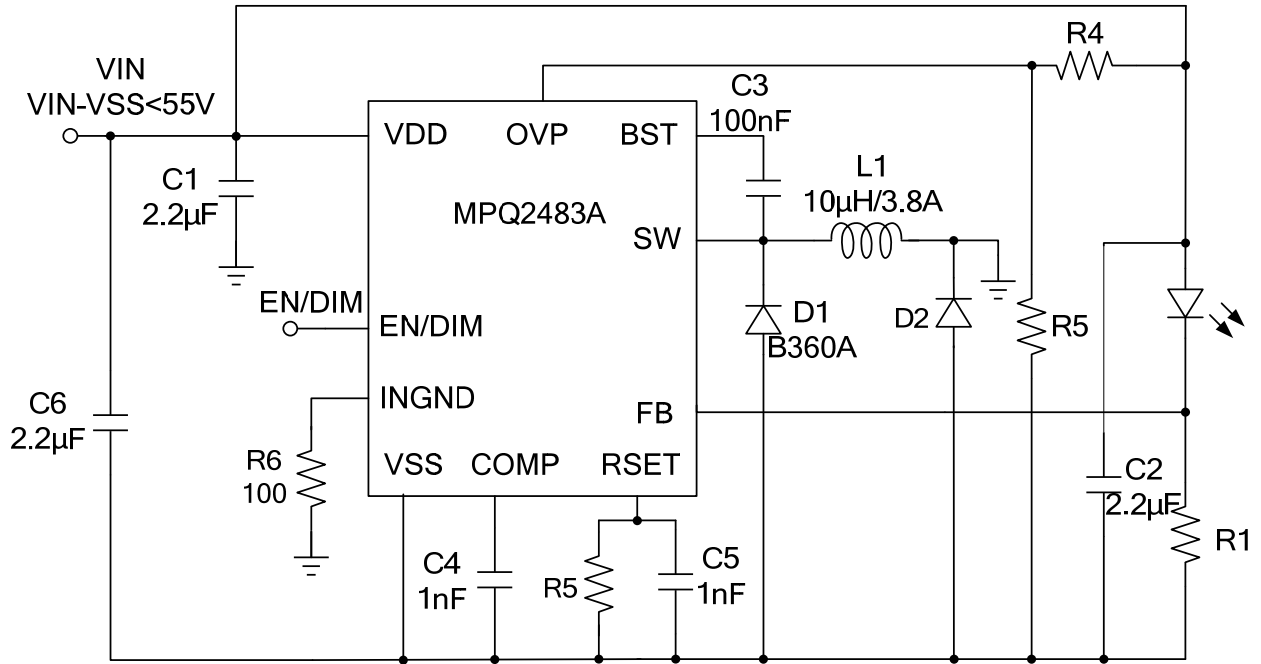 R4
VIN
VIN-VSS<55V
C3
100nF
VDD
OVP
BST
C1
2.2µF
L1
10µH/3.8A
MPQ2483A
SW
EN/DIM
EN/DIM
D1
B360A
D2
R5
C6
2.2µF
INGND
FB
R6
100
VSS
COMP
RSET
C2
2.2µF
C4
1nF
R5
C5
1nF
R1